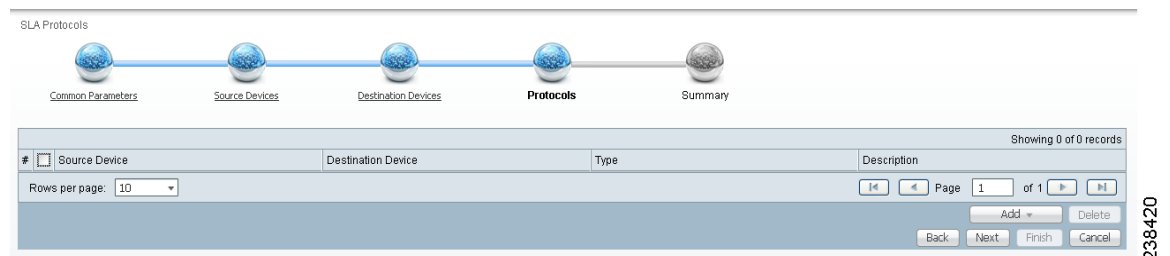 SLA Protocols
Common Parameters Source Devices Destination Devices Protocols Summary
Showing 0 of 0 records
# Source Device Destination Device Type Description
Rows per page: 10 Page 1 of 1
Add Delete
Back Next Finish Cancel
238420